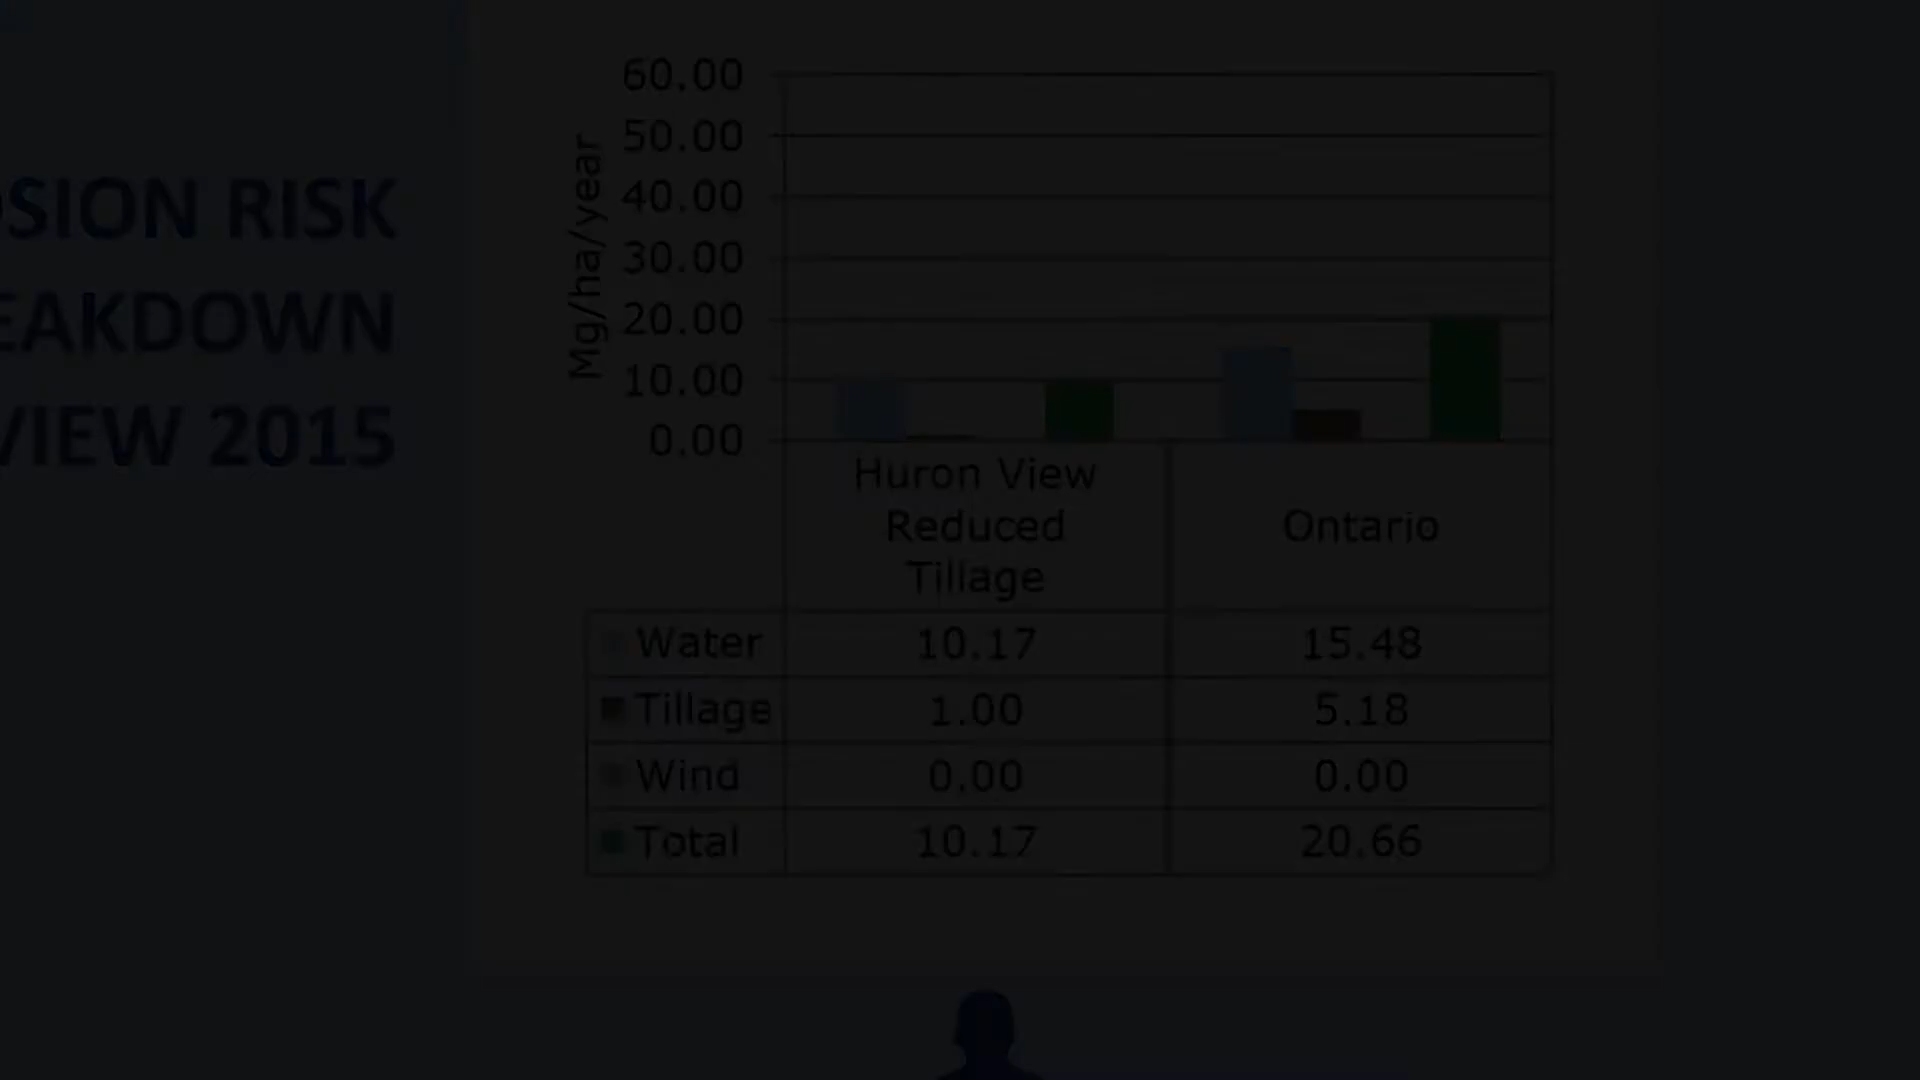 OSION RISK
EAKDOWN
VIEW 2015
Mg/ha/year
60.00
50.00
40.00
30.00
20.00
10.00
0.00
Huron View
Reduced
Tillage
Ontario
Water 10.17 15.48
Tillage 1.00 5.18
Wind 0.00 0.00
Total 10.17 20.66